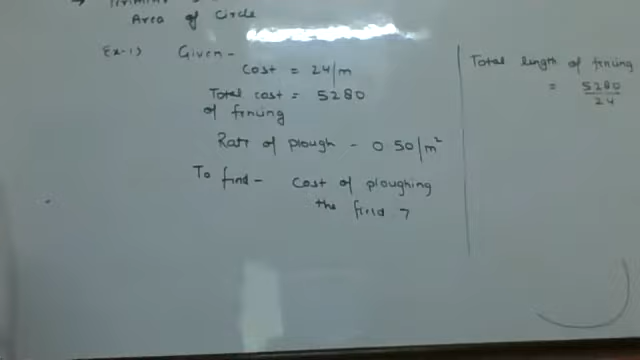 Area of Circle
Ex-1) Given -
Cost = 24/m
Total cost = 5280
of fencing
Rate of plough - 0.50/m²
To find - Cost of ploughing
the field ?
Total length of fencing
= 5280
24